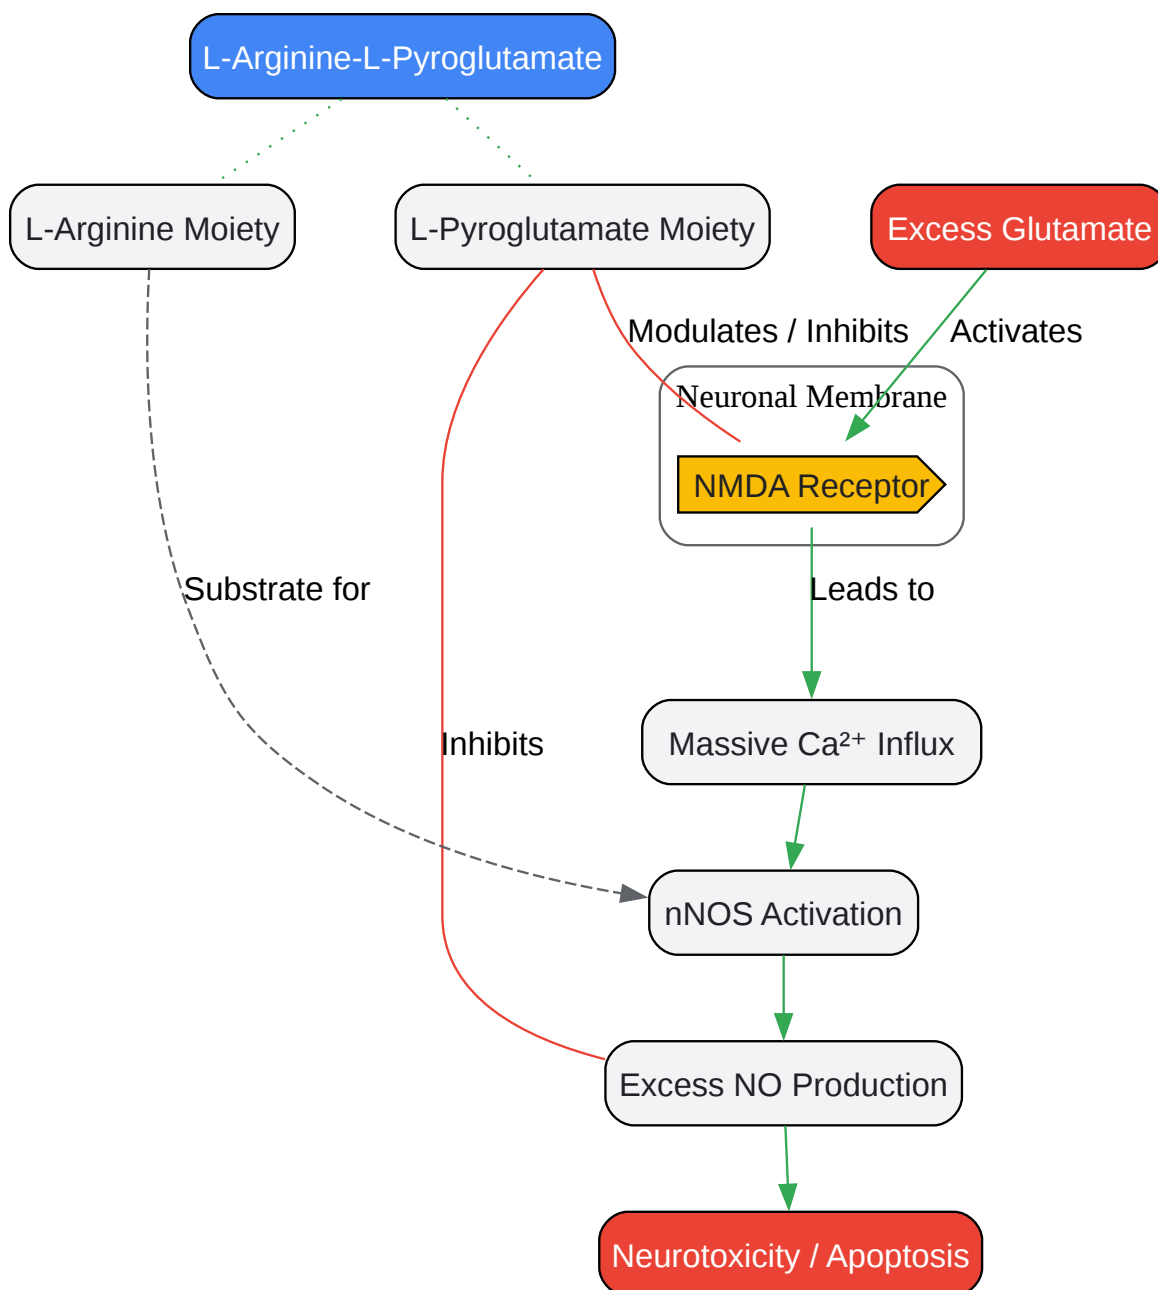 L-Arginine-L-Pyroglutamate
L-Arginine Moiety
L-Pyroglutamate Moiety
Excess Glutamate
Modulates / Inhibits
Activates
Neuronal Membrane
NMDA Receptor
Substrate for
Leads to
Inhibits
Massive Ca²⁺ Influx
nNOS Activation
Excess NO Production
Neurotoxicity / Apoptosis